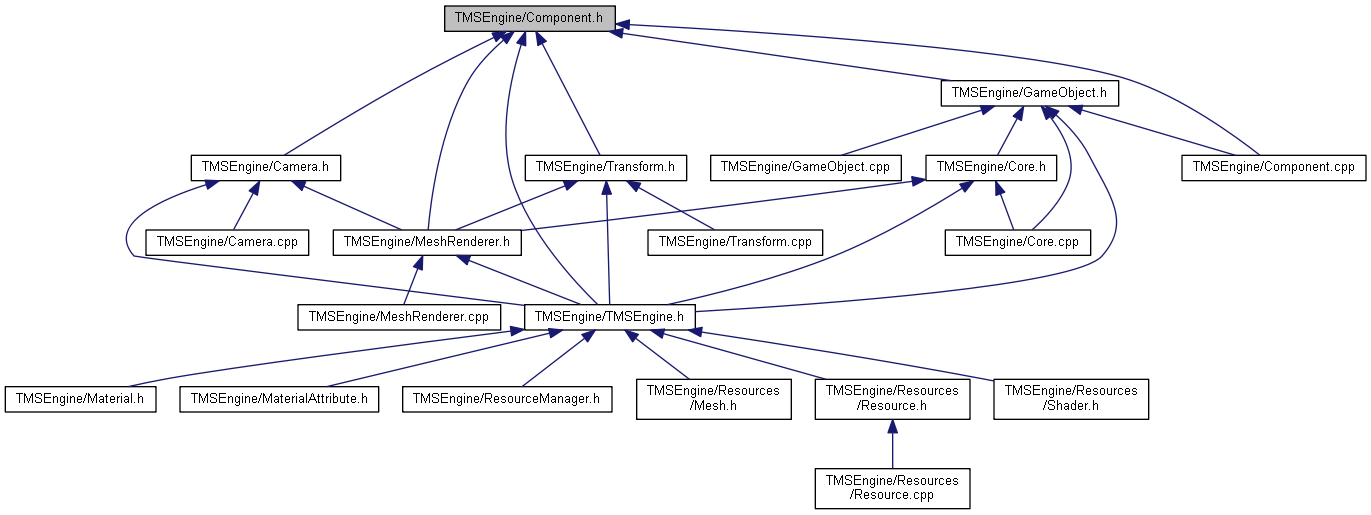 TMSEngine/Component.h
TMSEngine/GameObject.h
TMSEngine/Camera.h
TMSEngine/Transform.h
TMSEngine/GameObject.cpp
TMSEngine/Core.h
TMSEngine/Component.cpp
TMSEngine/Camera.cpp
TMSEngine/MeshRenderer.h
TMSEngine/Transform.cpp
TMSEngine/Core.cpp
TMSEngine/MeshRenderer.cpp
TMSEngine/TMSEngine.h
TMSEngine/Material.h
TMSEngine/MaterialAttribute.h
TMSEngine/ResourceManager.h
TMSEngine/Resources
/Mesh.h
TMSEngine/Resources
/Resource.h
TMSEngine/Resources
/Shader.h
TMSEngine/Resources
/Resource.cpp